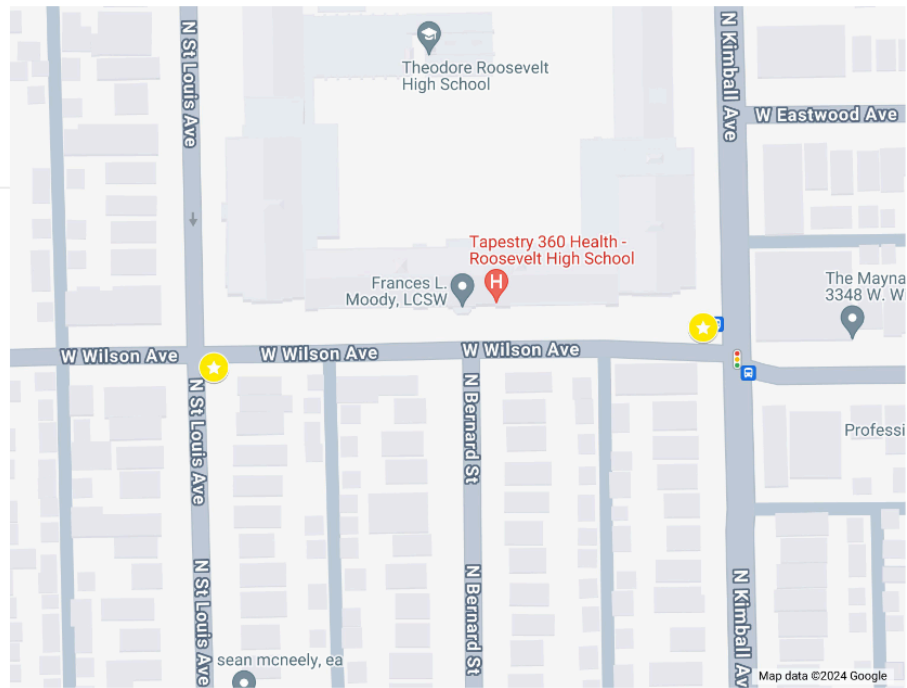 N St Louis Ave
Theodore Roosevelt
High School
N Kimball Ave
W Eastwood Ave
Tapestry 360 Health -
Roosevelt High School
H
Frances L.
Moody, LCSW
The Mayna
3348 W. Wi
W Wilson Ave
W Wilson Ave
W Wilson Ave
N St Louis Ave
N Bernard St
Professi
N St Louis Ave
N Bernard St
N Kimball Av
sean mcneely, ea
Map data ©2024 Google